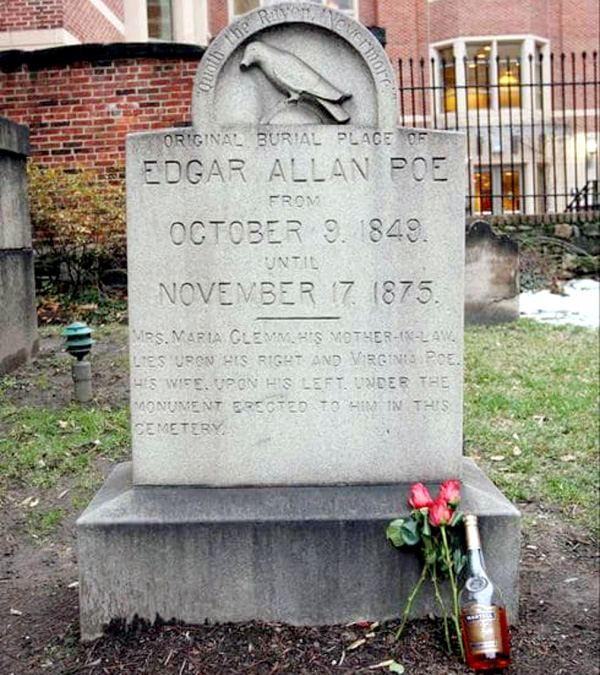 "Quoth the Raven, 'Nevermore.'"
ORIGINAL BURIAL PLACE OF
EDGAR ALLAN POE
FROM
OCTOBER 9. 1849.
UNTIL
NOVEMBER 17. 1875.
MRS. MARIA CLEMM, HIS MOTHER-IN-LAW,
LIES UPON HIS RIGHT AND VIRGINIA POE,
HIS WIFE, UPON HIS LEFT, UNDER THE
MONUMENT ERECTED TO HIM IN THIS
CEMETERY.
MARTELL